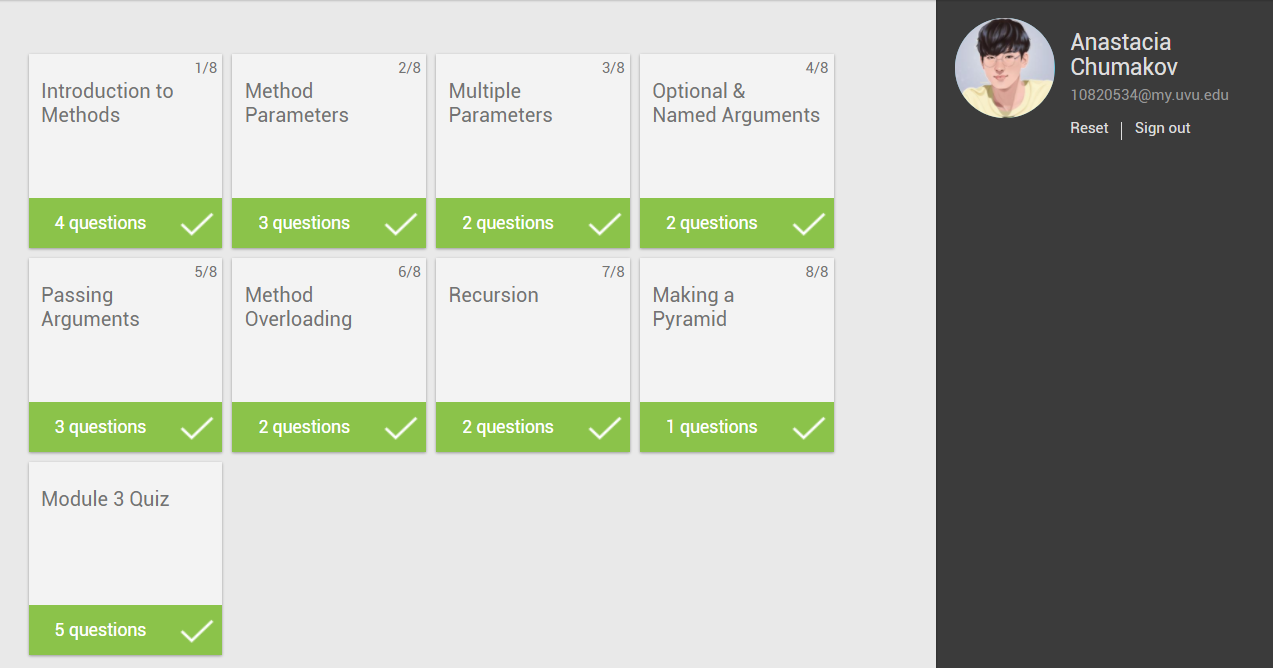 1/8
Introduction to
Methods
4 questions
2/8
Method
Parameters
3 questions
3/8
Multiple
Parameters
2 questions
4/8
Optional &
Named Arguments
2 questions
5/8
Passing
Arguments
3 questions
6/8
Method
Overloading
2 questions
7/8
Recursion
2 questions
8/8
Making a
Pyramid
1 questions
Module 3 Quiz
5 questions
Anastacia
Chumakov
10820534@my.uvu.edu
Reset | Sign out